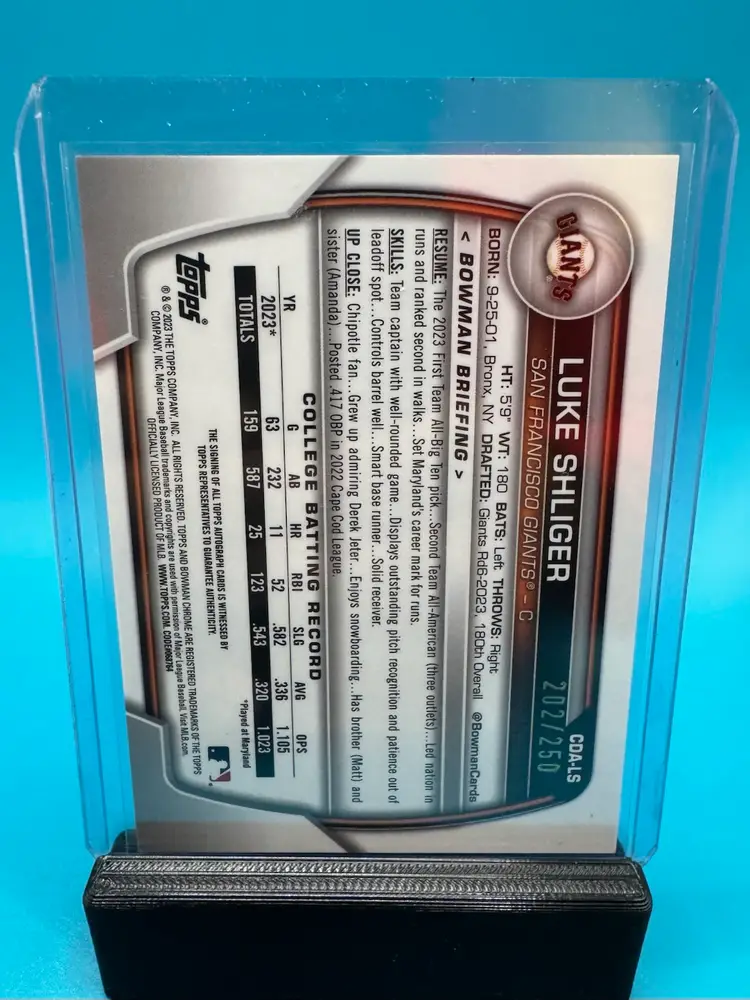 GIANTS
LUKE SHLIGER
SAN FRANCISCO GIANTS® – C
CDA-LS
202/250
HT: 5'9" WT: 180 BATS: Left THROWS: Right
BORN: 9-25-01, Bronx, NY DRAFTED: Giants Rd6-2023, 180th Overall
< BOWMAN BRIEFING >
@BowmanCards
RESUME: The 2023 First Team All-Big Ten pick...Second Team All-American (three outlets)...Led nation in
runs and ranked second in walks...Set Maryland's career mark for runs.
SKILLS: Team captain with well-rounded game...Displays outstanding pitch recognition and patience out of
leadoff spot...Controls barrel well...Smart base runner...Solid receiver.
UP CLOSE: Chipotle fan...Grew up admiring Derek Jeter...Enjoys snowboarding...Has brother (Matt) and
sister (Amanda)...Posted .417 OBP in 2022 Cape Cod League.
COLLEGE BATTING RECORD
YR G AB HR RBI SLG AVG OPS
2023* 63 232 11 52 .582 .336 1.105
TOTALS 159 587 25 123 .543 .320 1.023
*Played at Maryland
THE SIGNING OF ALL TOPPS AUTOGRAPH CARDS IS WITNESSED BY
TOPPS REPRESENTATIVES TO GUARANTEE AUTHENTICITY.
topps®
® & © 2023 THE TOPPS COMPANY, INC. ALL RIGHTS RESERVED. TOPPS AND BOWMAN CHROME ARE REGISTERED TRADEMARKS OF THE TOPPS
COMPANY, INC. Major League Baseball trademarks and copyrights are used with permission of Major League Baseball. Visit MLB.com.
OFFICIALLY LICENSED PRODUCT OF MLB. WWW.TOPPS.COM. CODE#068764